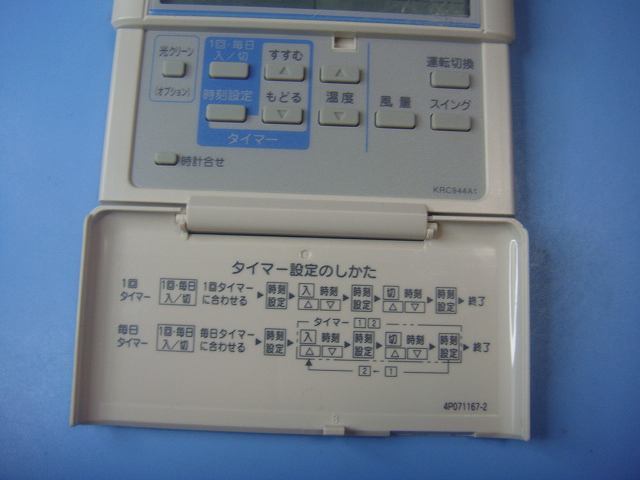 光クリーン
(オプション)
1回・毎日
入／切
すすむ
△
△
運転切換
時刻設定
もどる
▽
温度
▽
風量
スイング
タイマー
時計合せ
KRC944A1
タイマー設定のしかた
1回
タイマー
1回・毎日
入／切
1回タイマー
に合わせる
▶ 時刻設定 ▶ 入 時刻 △ ▽ ▶ 時刻設定 ▶ 切 時刻 △ ▽ ▶ 時刻設定 ▶ 終了
タイマー 1 2
毎日
タイマー
1回・毎日
入／切
毎日タイマー
に合わせる
▶ 時刻設定 ▶ 入 時刻 △ ▽ ▶ 時刻設定 ▶ 切 時刻 △ ▽ ▶ 時刻設定 ▶ 終了
2 ← 1
4P071167-2